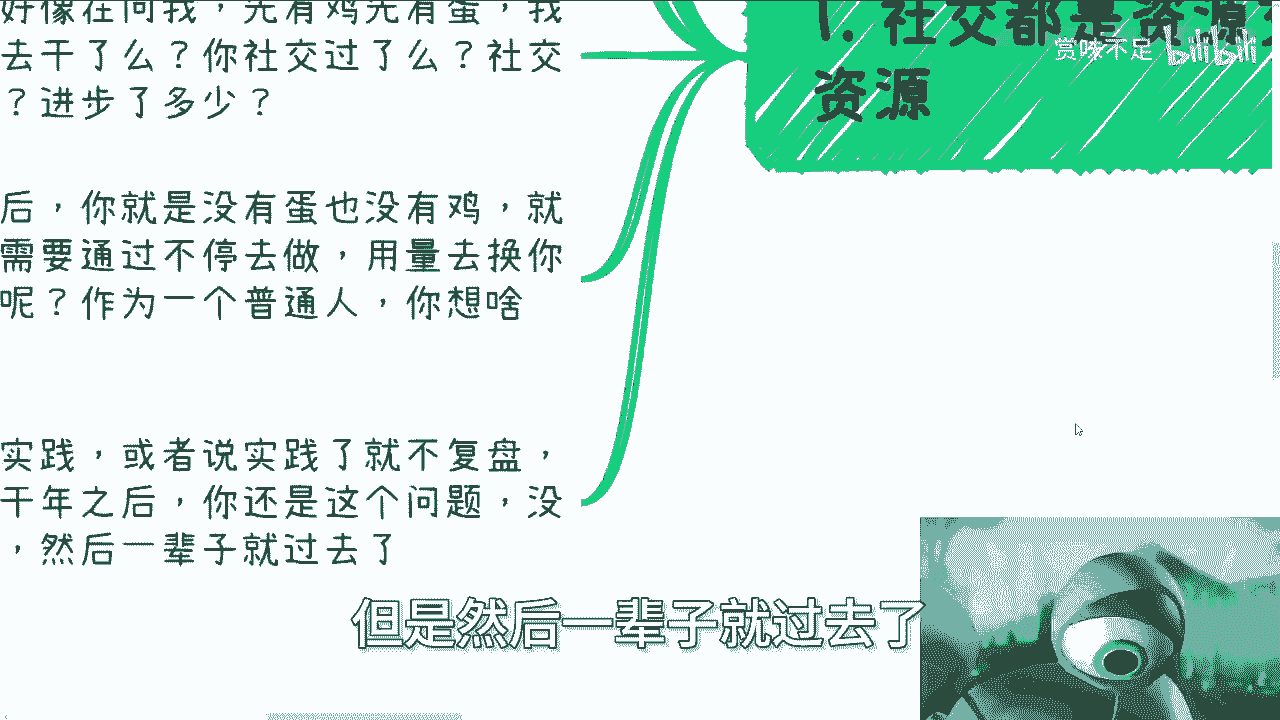 好像在问我，先有鸡先有蛋，我
去干了么？你社交过了么？社交
？进步了多少？
后，你就是没有蛋也没有鸡，就
需要通过不停去做，用量去换你
呢？作为一个普通人，你想啥
实践，或者说实践了就不复盘，
干年之后，你还是这个问题，没
，然后一辈子就过去了
1. 社交都是资源
资源
赏味不足 bilibili
但是然后一辈子就过去了